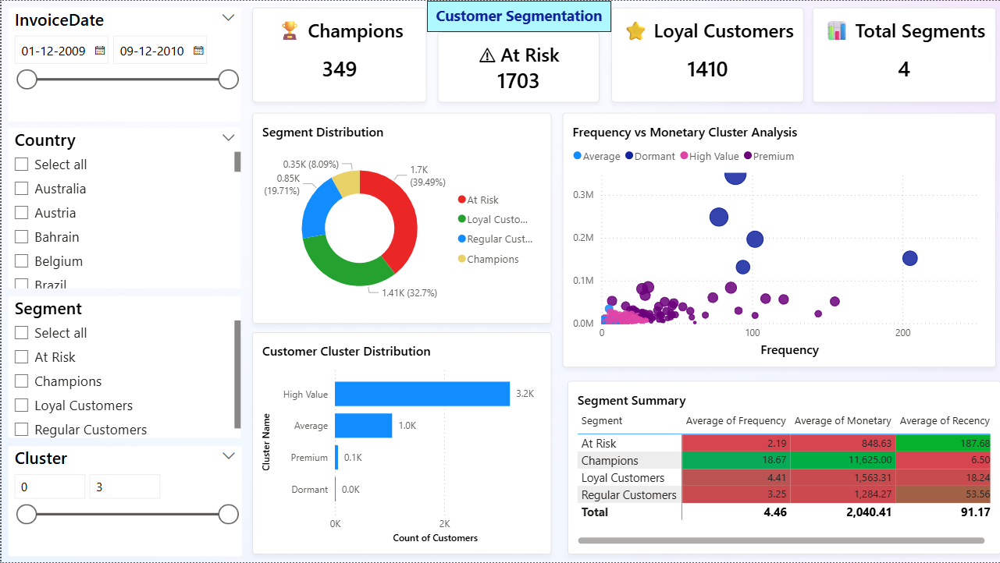 InvoiceDate
01-12-2009
09-12-2010
Country
Select all
Australia
Austria
Bahrain
Belgium
Brazil
Segment
Select all
At Risk
Champions
Loyal Customers
Regular Customers
Cluster
0
3
Customer Segmentation
🏆 Champions
349
⚠ At Risk
1703
⭐ Loyal Customers
1410
📊 Total Segments
4
Segment Distribution
0.35K (8.09%)
0.85K
(19.71%)
1.7K
(39.49%)
1.41K (32.7%)
At Risk
Loyal Custo...
Regular Cust...
Champions
Frequency vs Monetary Cluster Analysis
Average Dormant High Value Premium
0.3M
0.2M
0.1M
0.0M
0 100 200
Frequency
Customer Cluster Distribution
Cluster Name
High Value 3.2K
Average 1.0K
Premium 0.1K
Dormant 0.0K
0K 2K
Count of Customers
Segment Summary
Segment Average of Frequency Average of Monetary Average of Recency
At Risk 2.19 848.63 187.68
Champions 18.67 11,625.00 6.50
Loyal Customers 4.41 1,563.31 18.24
Regular Customers 3.25 1,284.27 53.56
Total 4.46 2,040.41 91.17